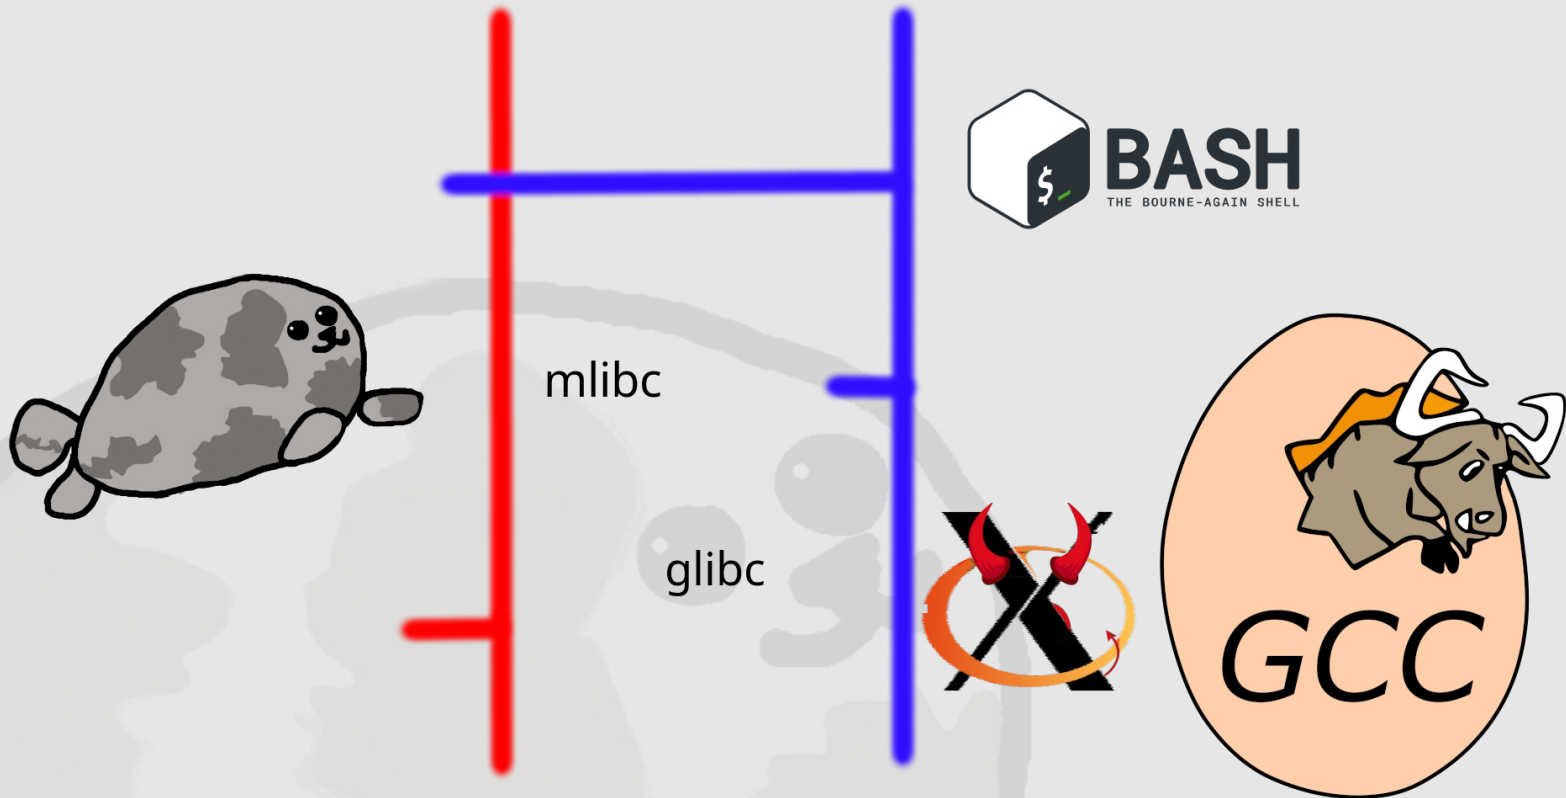 $_ BASH
THE BOURNE-AGAIN SHELL
mlibc
glibc
X
GCC